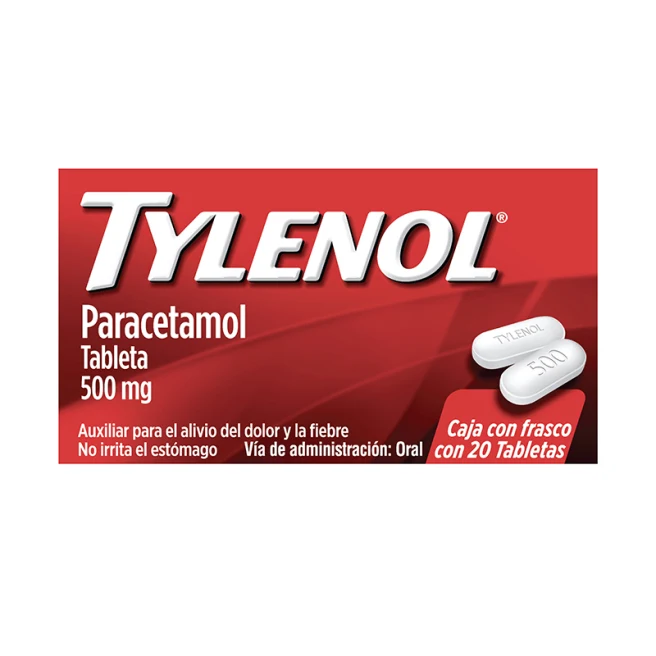 TYLENOL®
Paracetamol
Tableta
500 mg
Auxiliar para el alivio del dolor y la fiebre
No irrita el estómago Vía de administración: Oral
TYLENOL
500
Caja con frasco
con 20 Tabletas